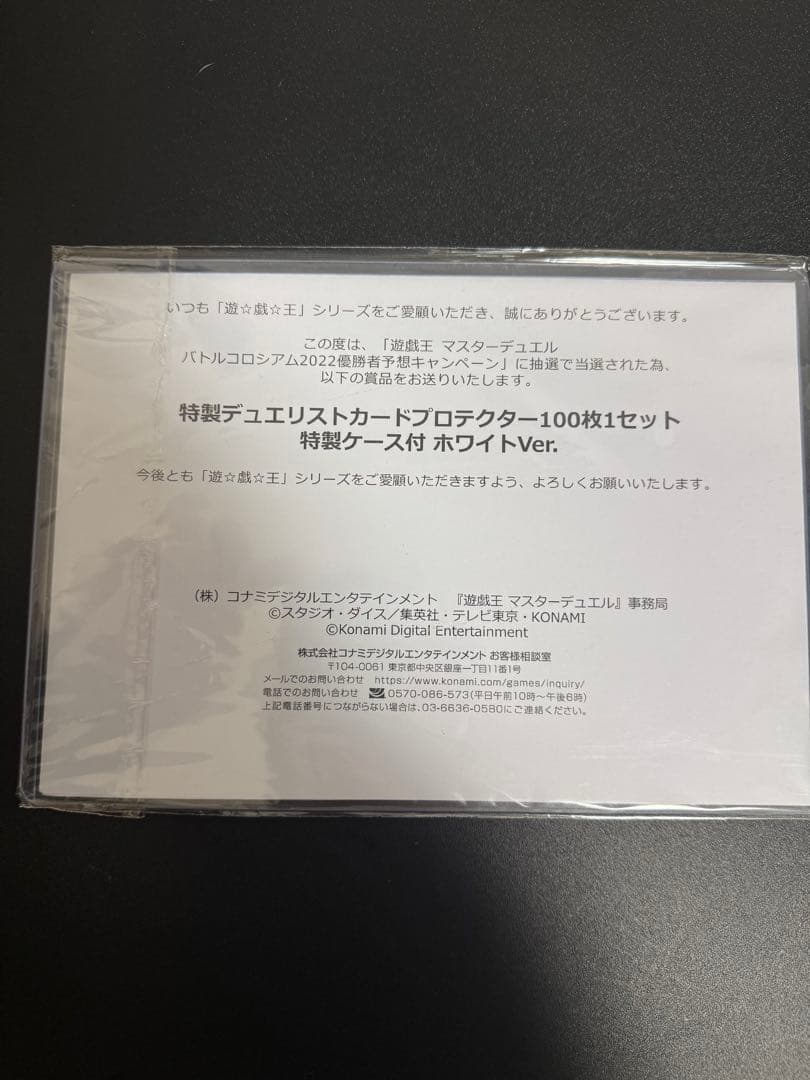 いつも「遊☆戯☆王」シリーズをご愛顧いただき、誠にありがとうございます。
この度は、「遊戯王 マスターデュエル
バトルコロシアム2022優勝者予想キャンペーン」に抽選で当選された為、
以下の賞品をお送りいたします。
特製デュエリストカードプロテクター100枚1セット
特製ケース付 ホワイトVer.
今後とも「遊☆戯☆王」シリーズをご愛顧いただきますよう、よろしくお願いいたします。
（株）コナミデジタルエンタテインメント 『遊戯王 マスターデュエル』事務局
©スタジオ・ダイス／集英社・テレビ東京・KONAMI
©Konami Digital Entertainment
株式会社コナミデジタルエンタテインメント お客様相談室
〒104-0061 東京都中央区銀座一丁目11番1号
メールでのお問い合わせ https://www.konami.com/games/inquiry/
電話でのお問い合わせ 0570-086-573(平日午前10時～午後6時)
上記電話番号につながらない場合は、03-6636-0580にご連絡ください。